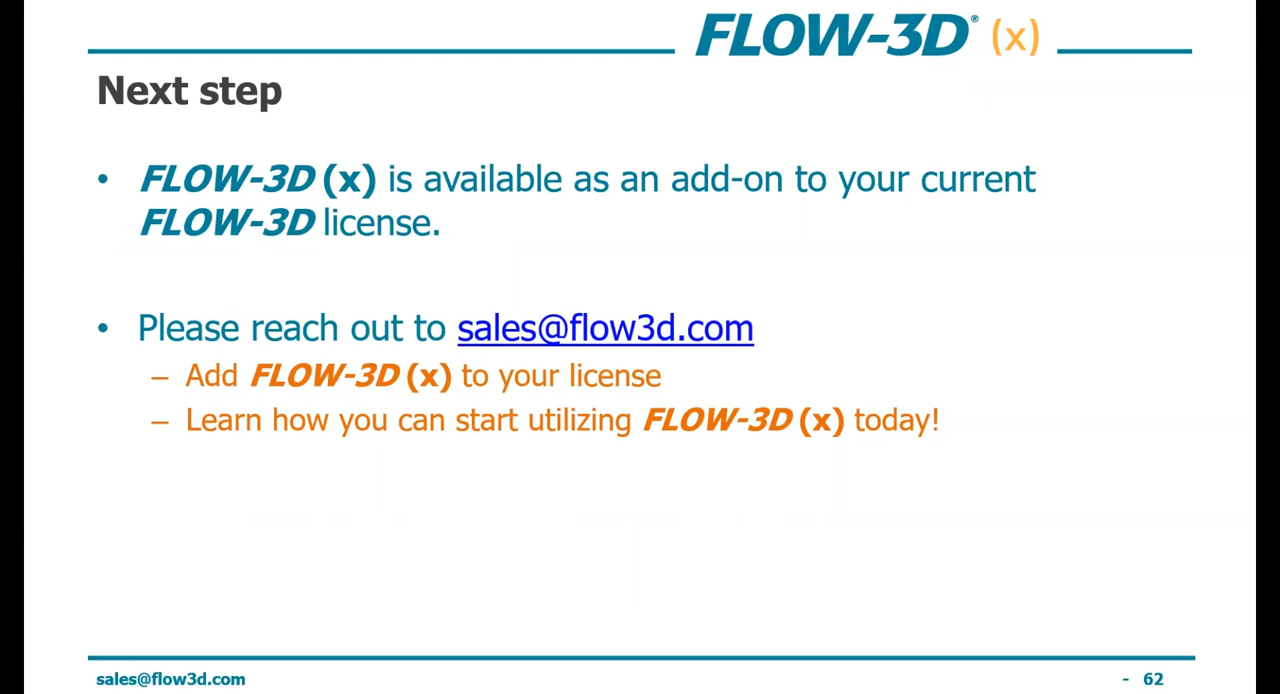 FLOW-3D® (x)
Next step
• FLOW-3D (x) is available as an add-on to your current
FLOW-3D license.
• Please reach out to sales@flow3d.com
– Add FLOW-3D (x) to your license
– Learn how you can start utilizing FLOW-3D (x) today!
sales@flow3d.com
- 62